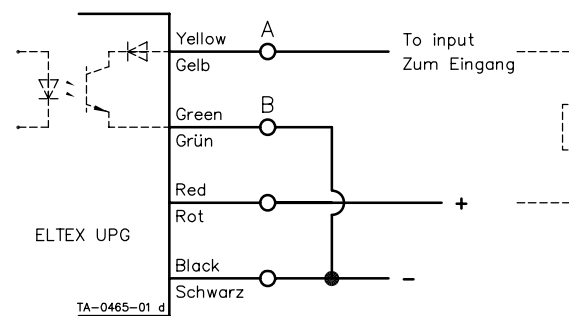 A
Yellow
Gelb
To input
Zum Eingang
B
Green
Grün
Red
Rot
+
ELTEX UPG
Black
Schwarz
-
TA-0465-01 d